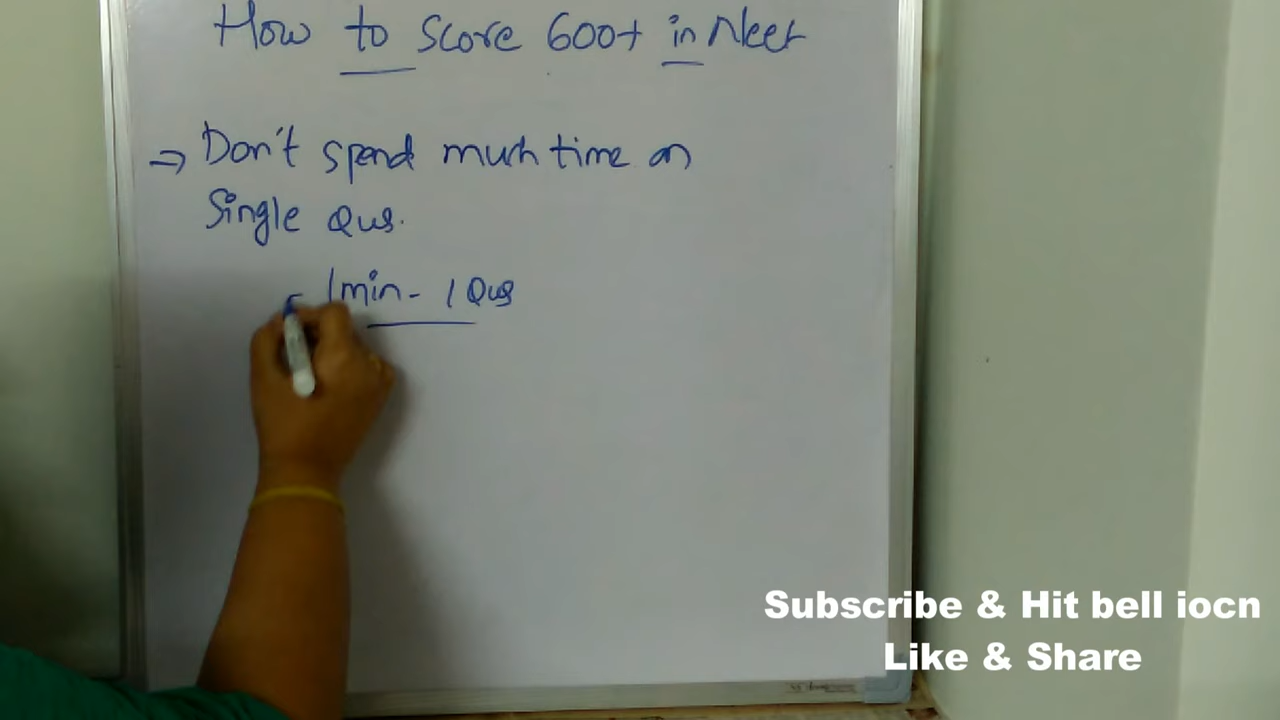 How to score 600+ in Neet
⇒ Don't spend much time on
Single Qus.
1min - 1 Qus
Subscribe & Hit bell iocn
Like & Share